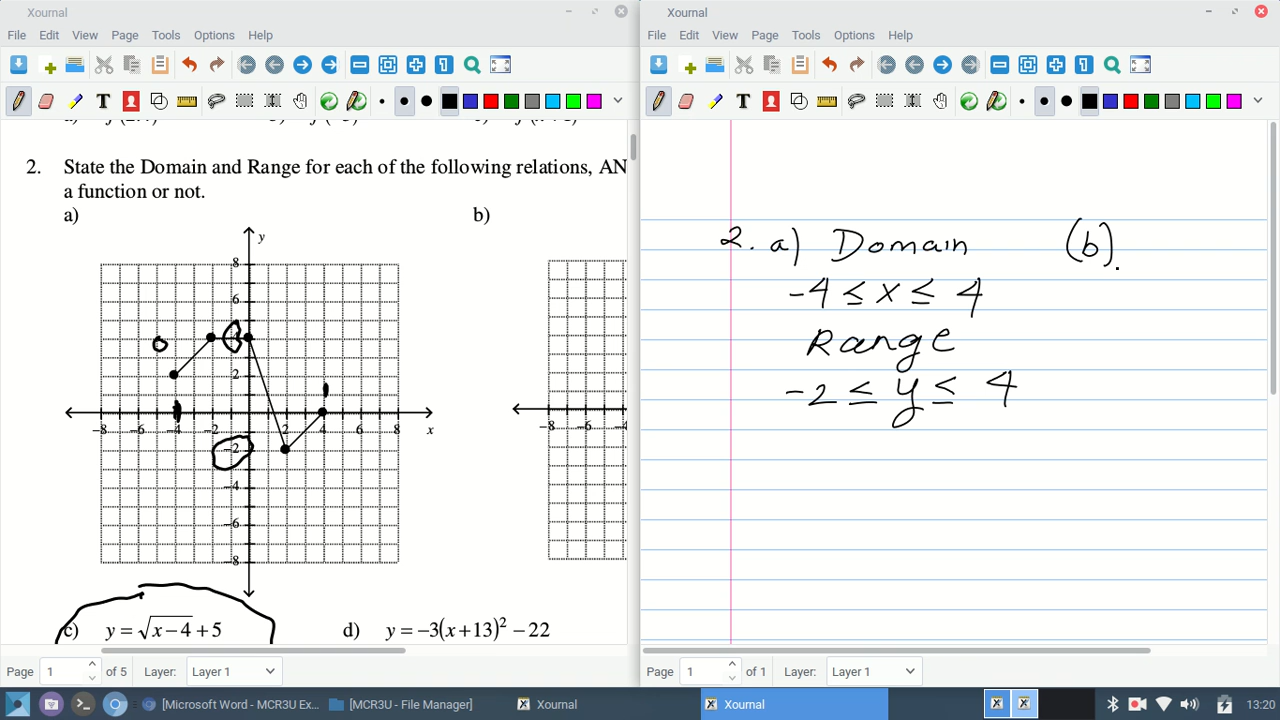 Xournal
Xournal
File Edit View Page Tools Options Help
File Edit View Page Tools Options Help
2. State the Domain and Range for each of the following relations, AN
a function or not.
a) b)
y
8
6
4
2
-8 -6 -4 -2 2 4 6 8 x
-2
-4
-6
-8
-8 -6 -4
c) y = √x−4 + 5 d) y = −3(x+13)² − 22
2. a) Domain (b).
-4 ≤ x ≤ 4
Range
-2 ≤ y ≤ 4
Page 1 of 5 Layer: Layer 1
Page 1 of 1 Layer: Layer 1
[Microsoft Word - MCR3U Ex... [MCR3U - File Manager] Xournal Xournal 13:20